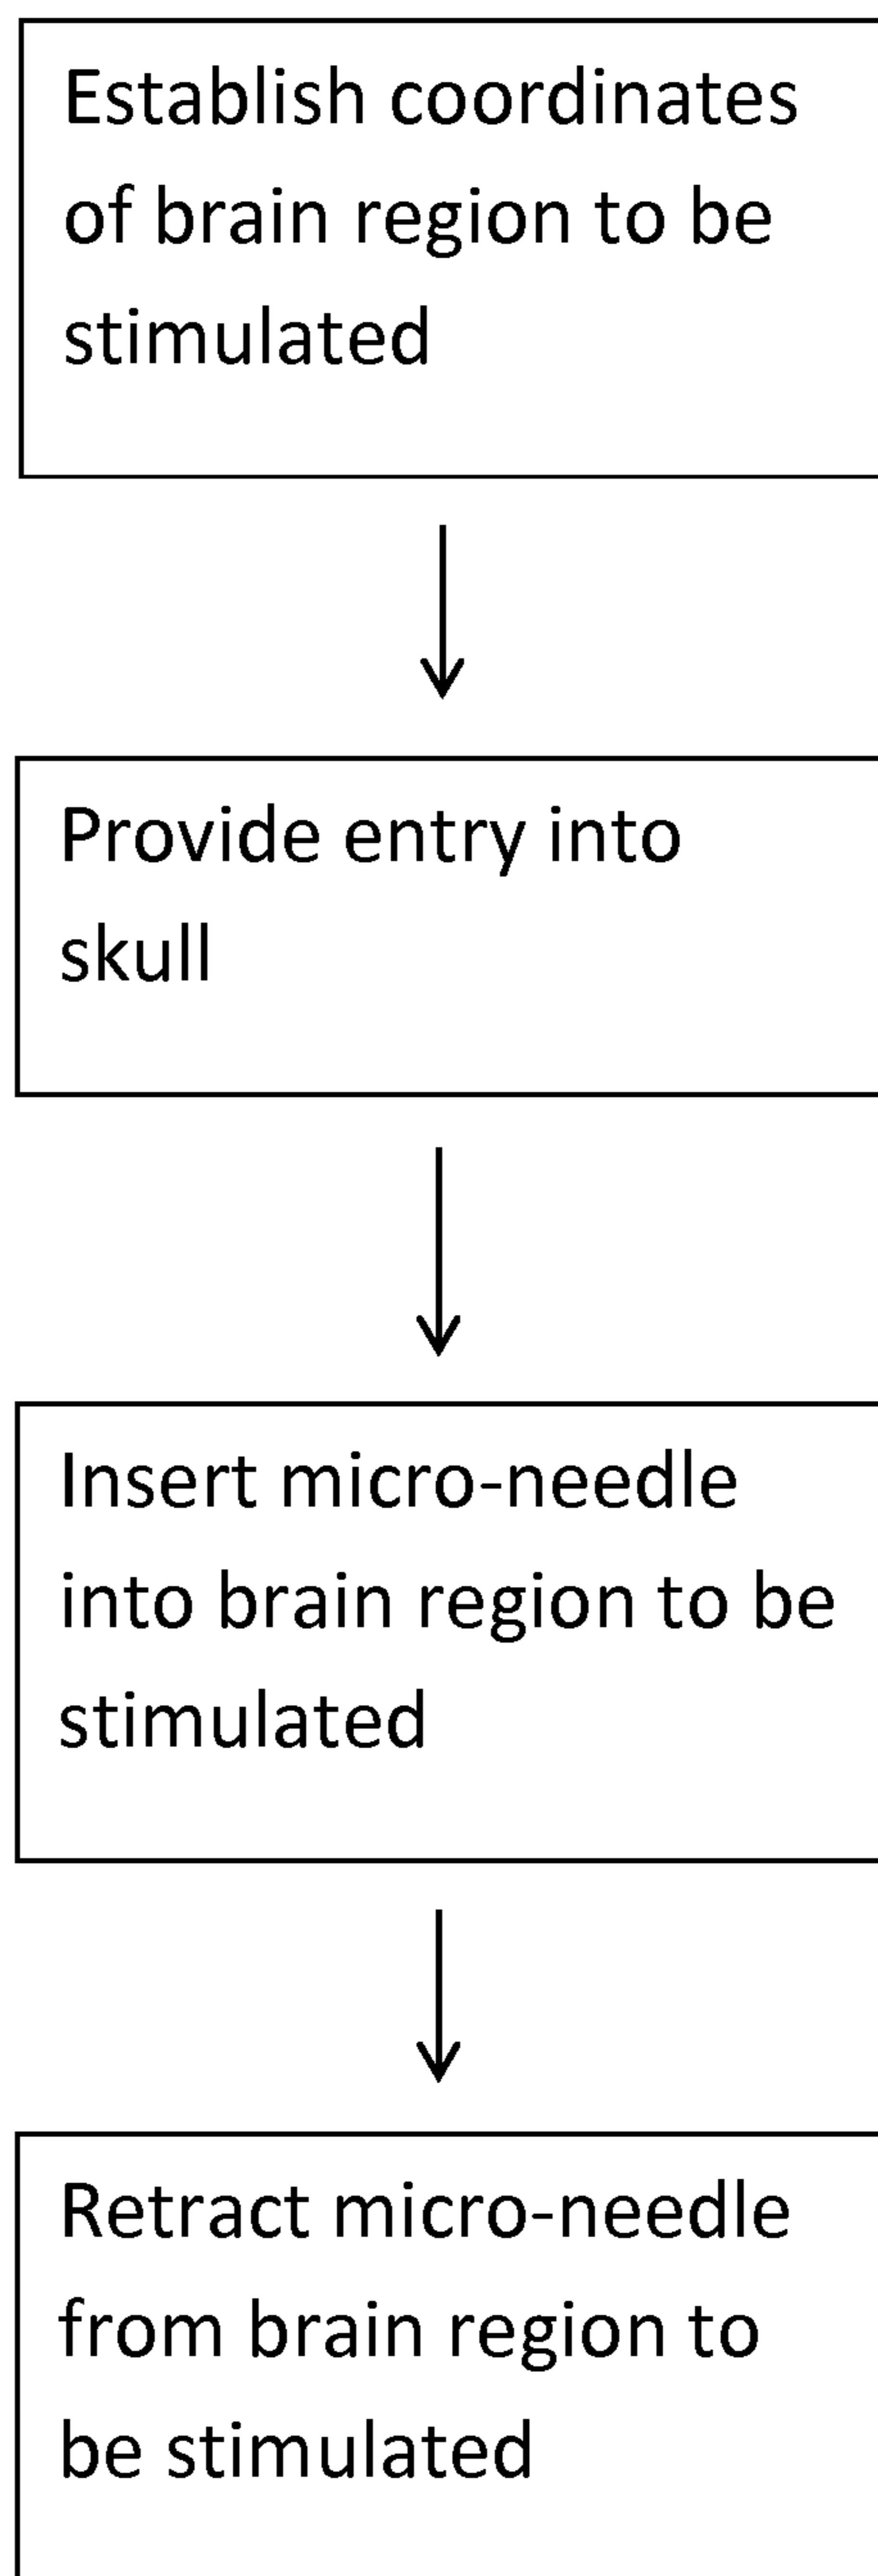 Establish coordinates
of brain region to be
stimulated
Provide entry into
skull
Insert micro-needle
into brain region to be
stimulated
Retract micro-needle
from brain region to
be stimulated